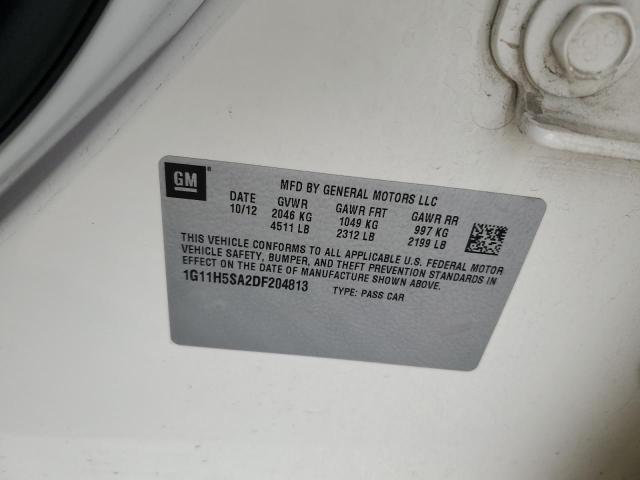 GM
MFD BY GENERAL MOTORS LLC
DATE GVWR GAWR FRT GAWR RR
10/12 2046 KG 1049 KG 997 KG
4511 LB 2312 LB 2199 LB
THIS VEHICLE CONFORMS TO ALL APPLICABLE U.S. FEDERAL MOTOR
VEHICLE SAFETY, BUMPER, AND THEFT PREVENTION STANDARDS IN
EFFECT ON THE DATE OF MANUFACTURE SHOWN ABOVE.
1G11H5SA2DF204813 TYPE: PASS CAR